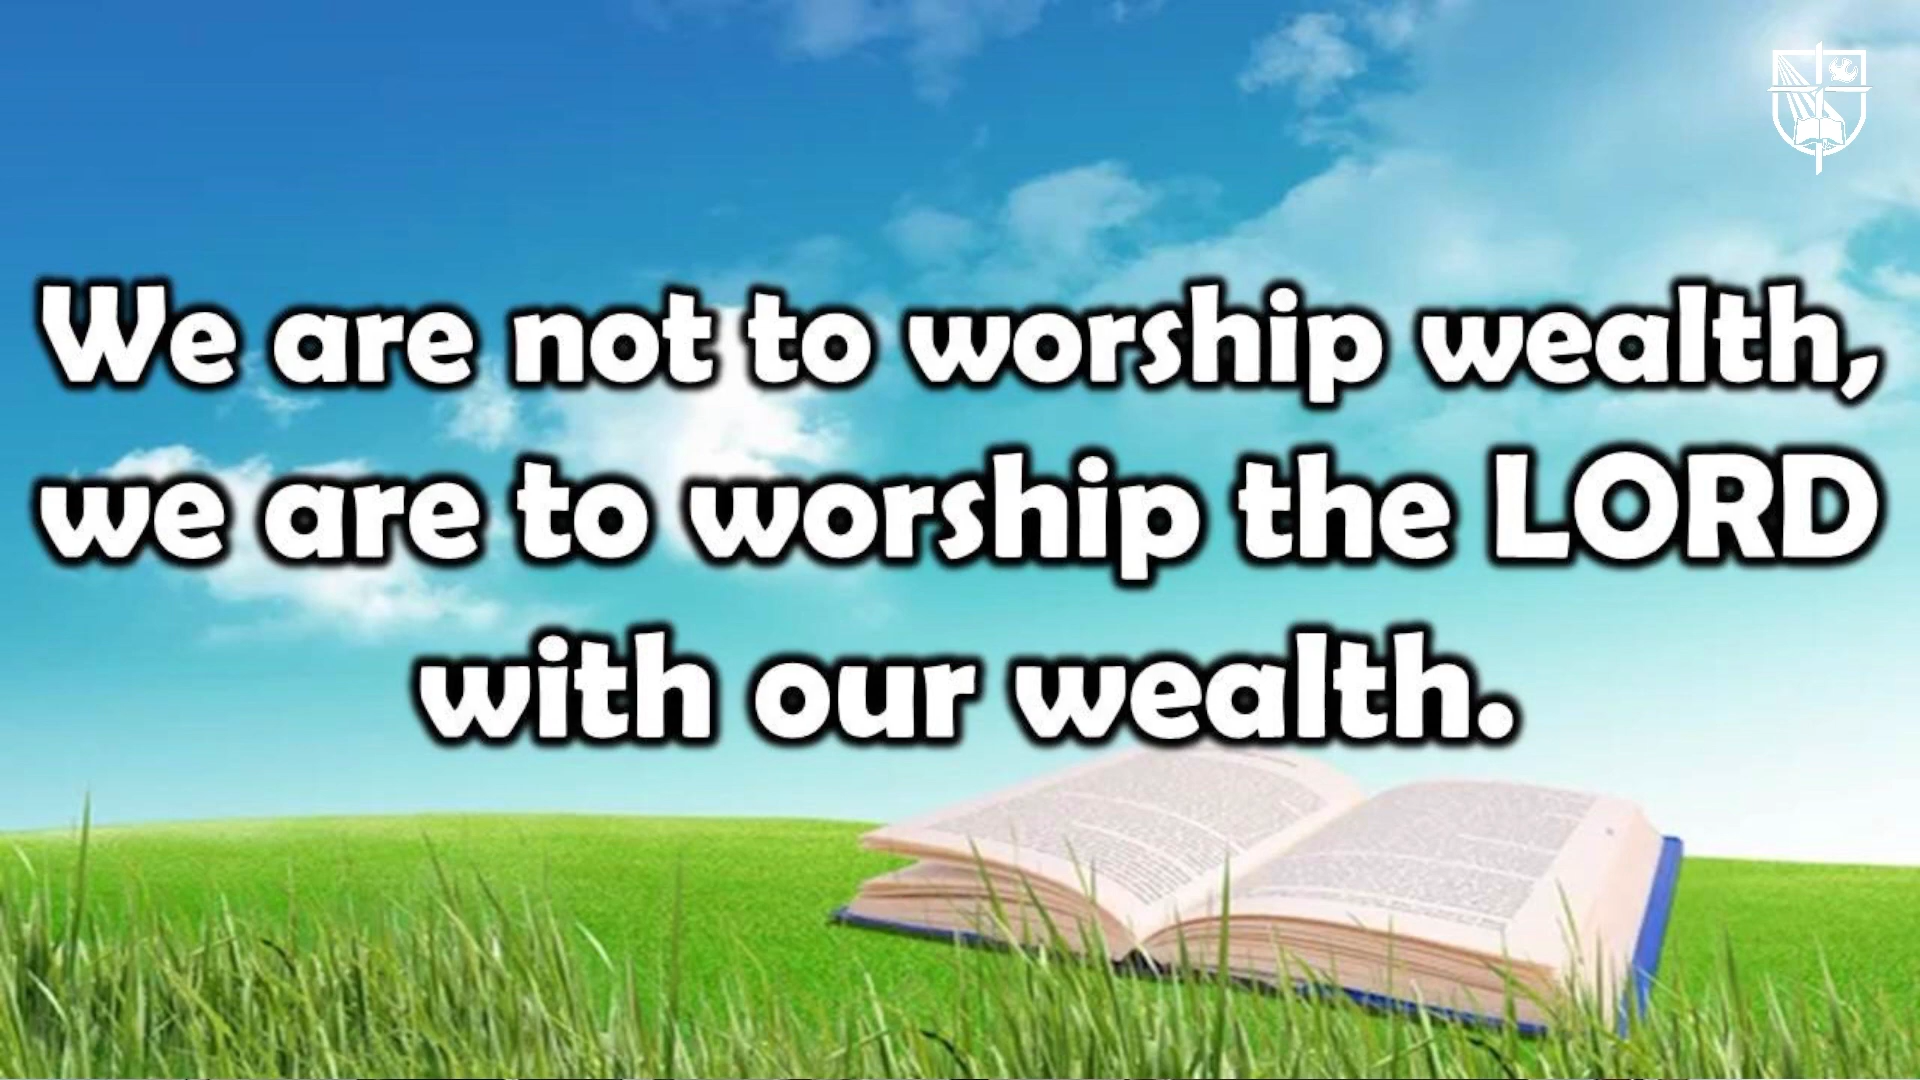 We are not to worship wealth,
we are to worship the LORD
with our wealth.